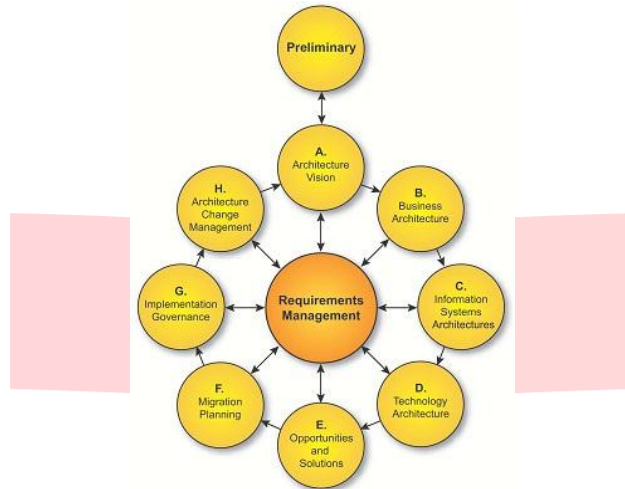 Preliminary
A.
Architecture
Vision
B.
Business
Architecture
C.
Information
Systems
Architectures
D.
Technology
Architecture
E.
Opportunities
and
Solutions
F.
Migration
Planning
G.
Implementation
Governance
H.
Architecture
Change
Management
Requirements
Management